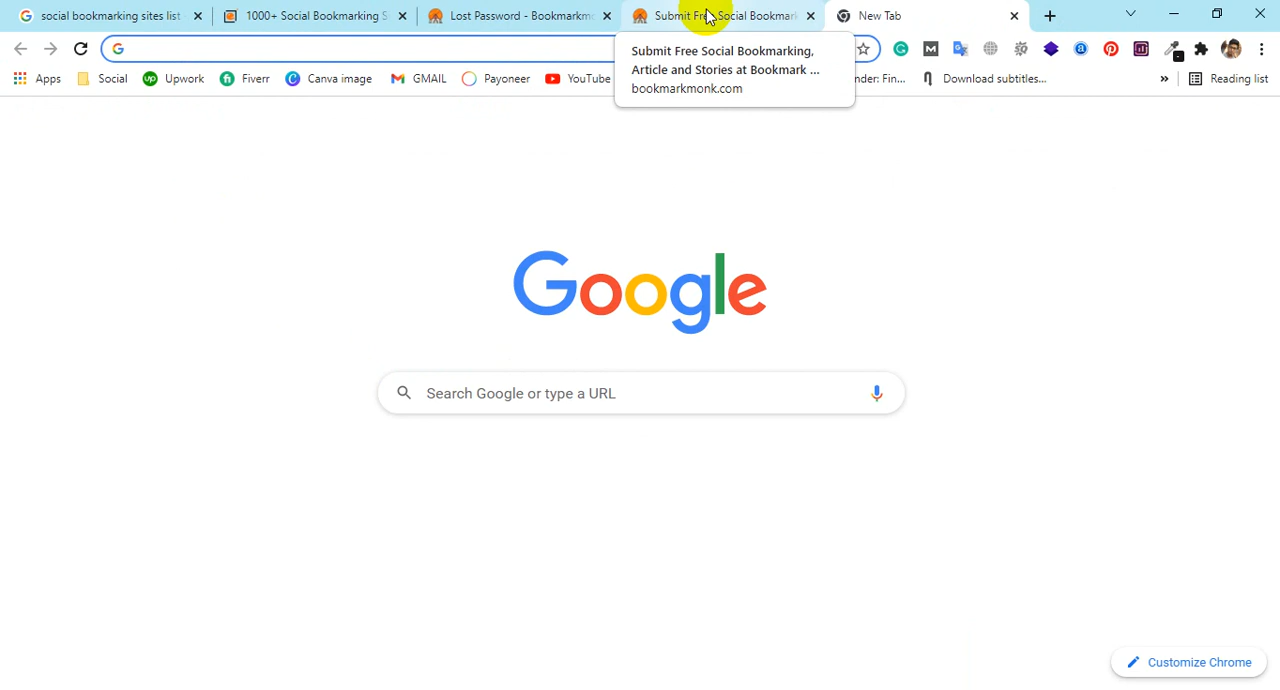 social bookmarking sites list
1000+ Social Bookmarking S
Lost Password - Bookmarkm
Submit Fre Social Bookmark
New Tab
Submit Free Social Bookmarking,
Article and Stories at Bookmark ...
bookmarkmonk.com
Apps
Social
Upwork
Fiverr
Canva image
GMAIL
Payoneer
YouTube
nder: Fin...
Download subtitles...
»
Reading list
Google
Search Google or type a URL
Customize Chrome